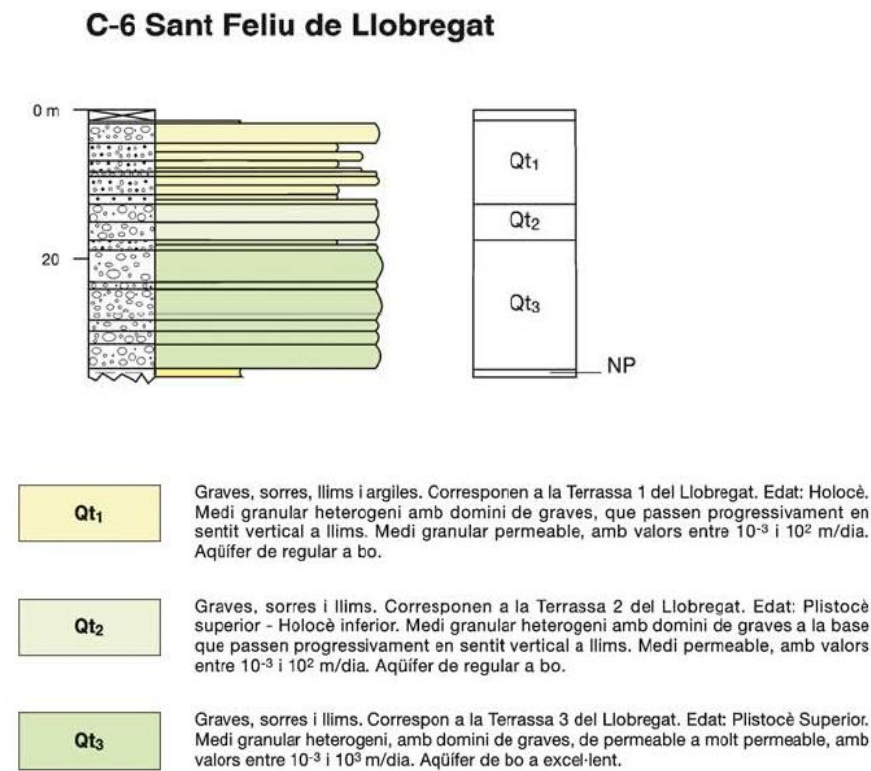 C-6 Sant Feliu de Llobregat
0 m
20
Qt₁
Qt₂
Qt₃
NP
Qt₁
Graves, sorres, llims i argiles. Corresponen a la Terrassa 1 del Llobregat. Edat: Holocè.
Medi granular heterogeni amb domini de graves, que passen progressivament en
sentit vertical a llims. Medi granular permeable, amb valors entre 10⁻³ i 10² m/dia.
Aqüífer de regular a bo.
Qt₂
Graves, sorres i llims. Corresponen a la Terrassa 2 del Llobregat. Edat: Plistocè
superior - Holocè inferior. Medi granular heterogeni amb domini de graves a la base
que passen progressivament en sentit vertical a llims. Medi permeable, amb valors
entre 10⁻³ i 10² m/dia. Aqüífer de regular a bo.
Qt₃
Graves, sorres i llims. Correspon a la Terrassa 3 del Llobregat. Edat: Plistocè Superior.
Medi granular heterogeni, amb domini de graves, de permeable a molt permeable, amb
valors entre 10⁻³ i 10³ m/dia. Aqüífer de bo a excel·lent.